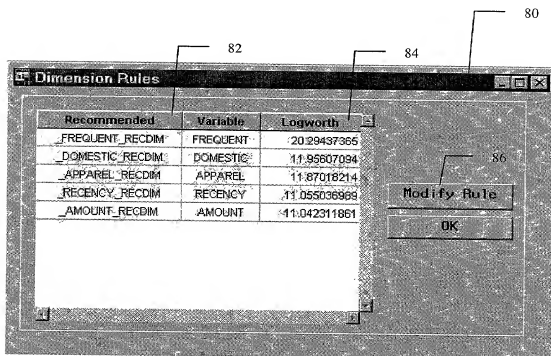 80
82
84
Dimension Rules
Recommended Variable Logworth
_FREQUENT_RECDIM FREQUENT 20.29437365
_DOMESTIC_RECDIM DOMESTIC 11.95607094
_APPAREL_RECDIM APPAREL 11.87018214
_RECENCY_RECDIM RECENCY 11.055036989
_AMOUNT_RECDIM AMOUNT 11.042311861
86
Modify Rule
OK